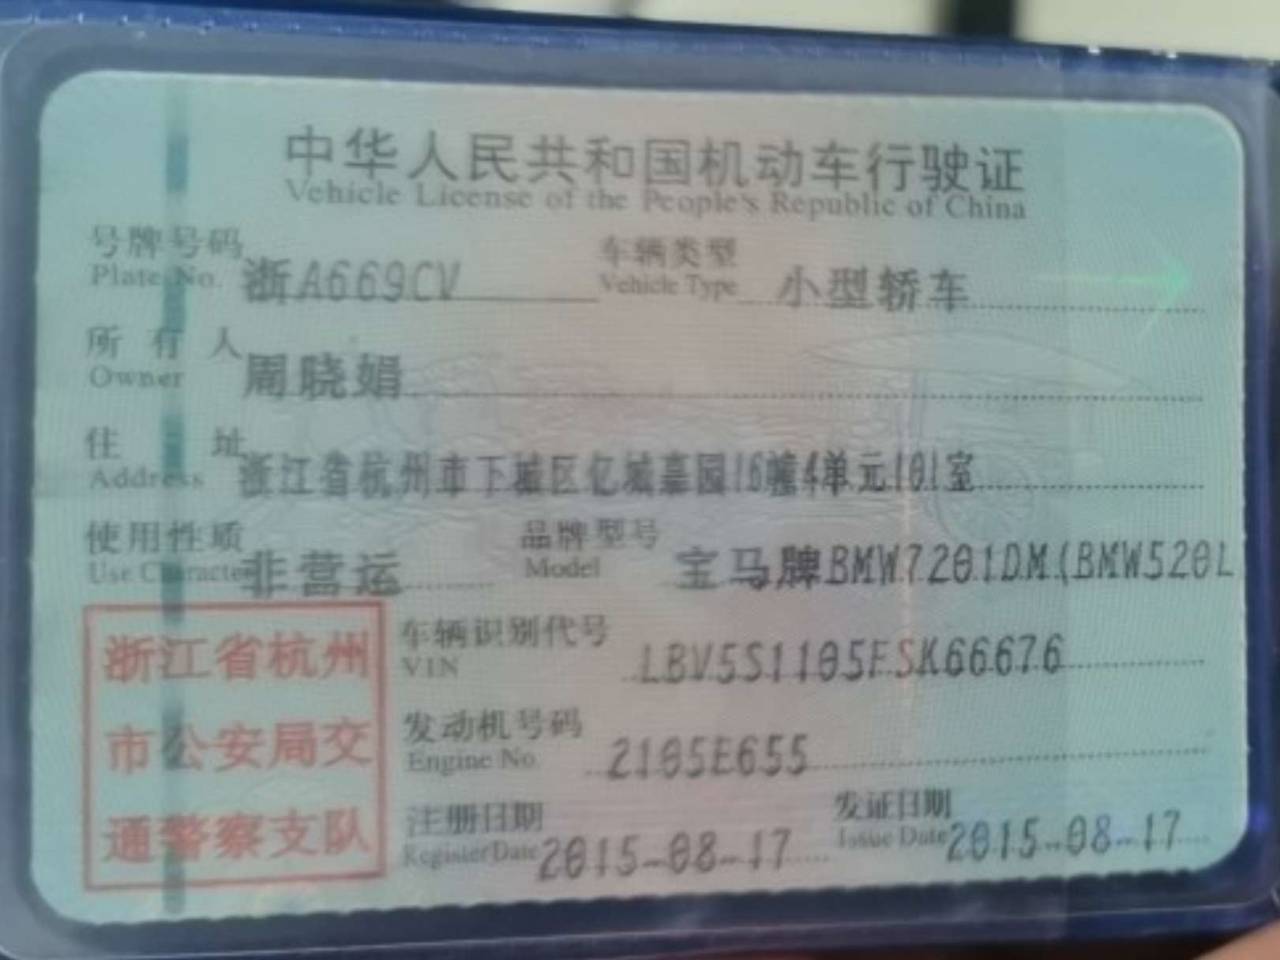 中华人民共和国机动车行驶证
Vehicle License of the People's Republic of China
号牌号码 浙A669CV 车辆类型 小型轿车
Plate No. Vehicle Type
所有人 周晓娟
Owner
住址 浙江省杭州市下城区亿城嘉园16幢4单元101室
Address
使用性质 非营运 品牌型号 宝马牌BMW7201DM(BMW520L
Use Character Model
浙江省杭州
市公安局交
通警察支队
车辆识别代号 LBV5S1105FSK66676
VIN
发动机号码 2105E655
Engine No.
注册日期 2015-08-17 发证日期 2015-08-17
Register Date Issue Date